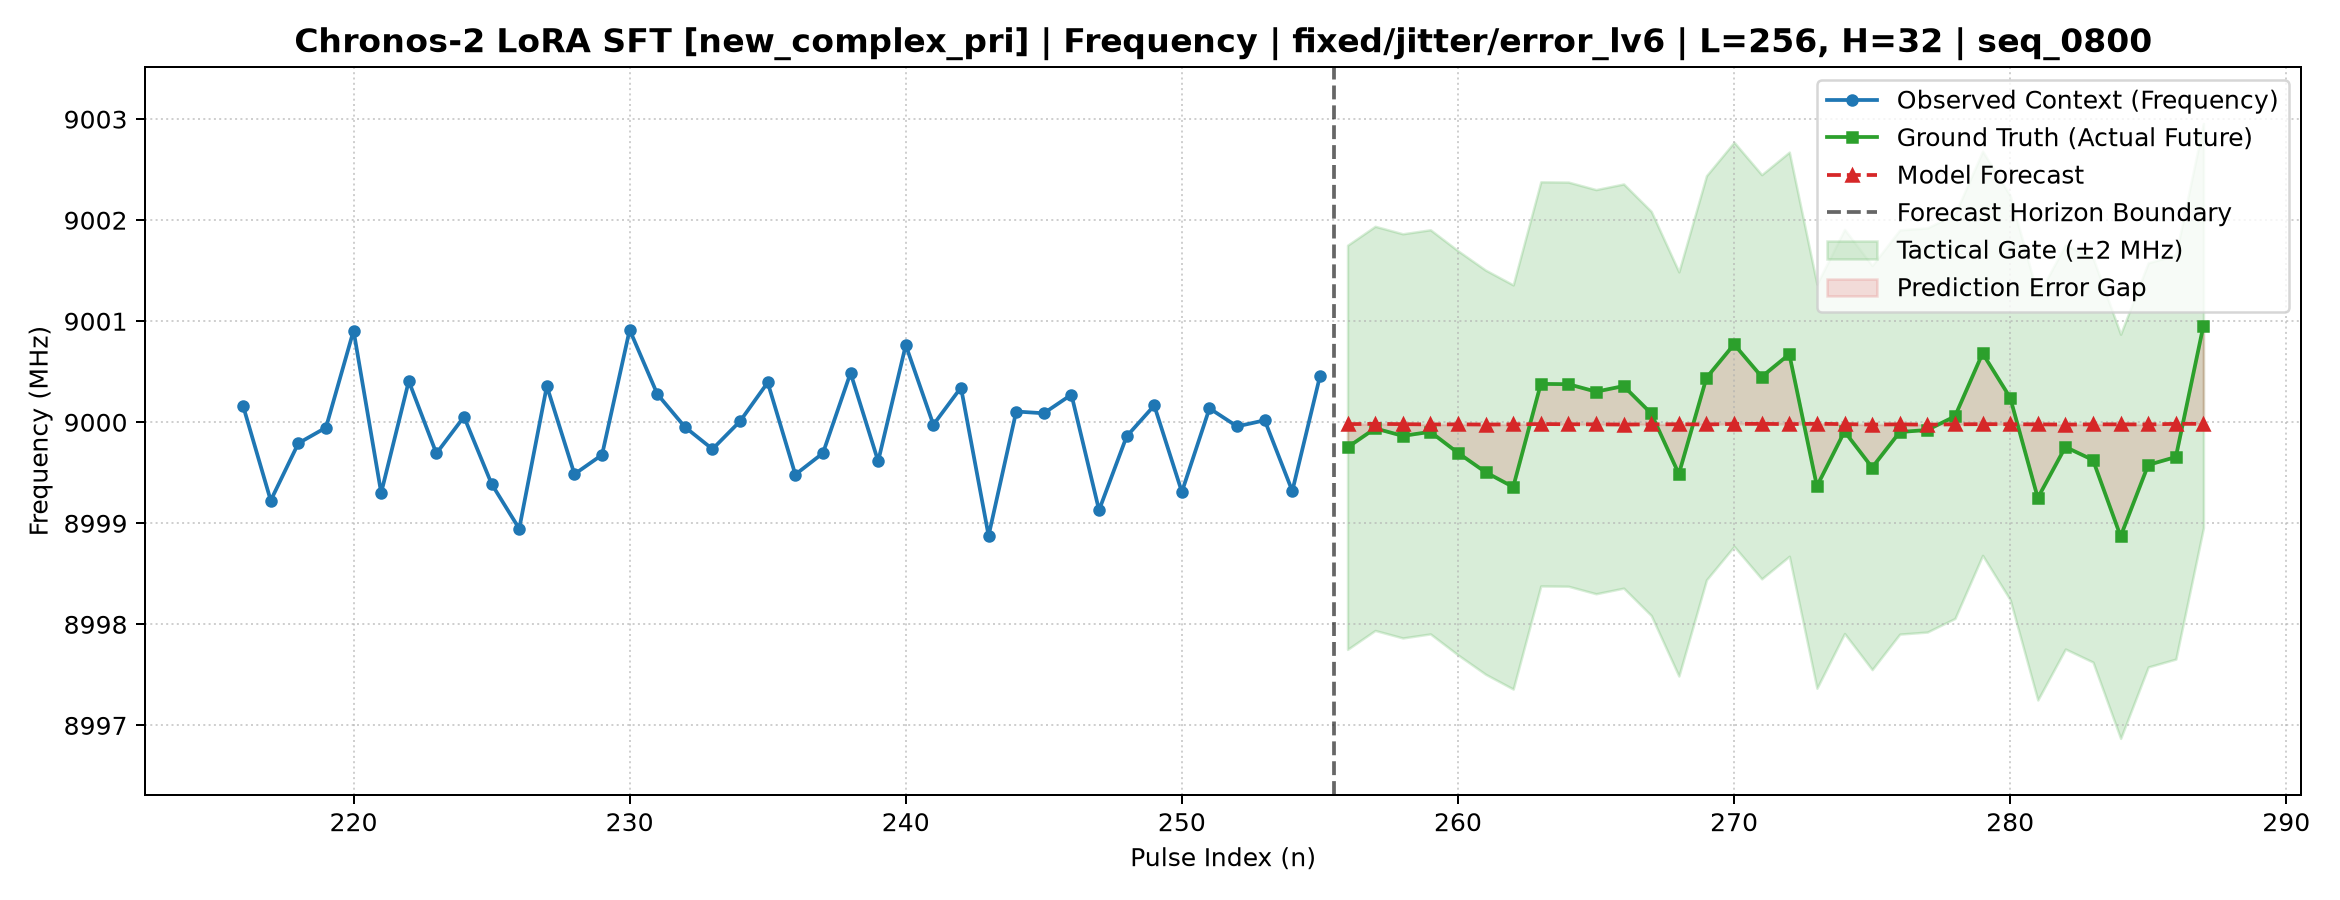 Chronos-2 LoRA SFT [new_complex_pri] | Frequency | fixed/jitter/error_lv6 | L=256, H=32 | seq_0800
Observed Context (Frequency)
Ground Truth (Actual Future)
Model Forecast
Forecast Horizon Boundary
Tactical Gate (±2 MHz)
Prediction Error Gap
Frequency (MHz)
9003
9002
9001
9000
8999
8998
8997
220
230
240
250
260
270
280
290
Pulse Index (n)